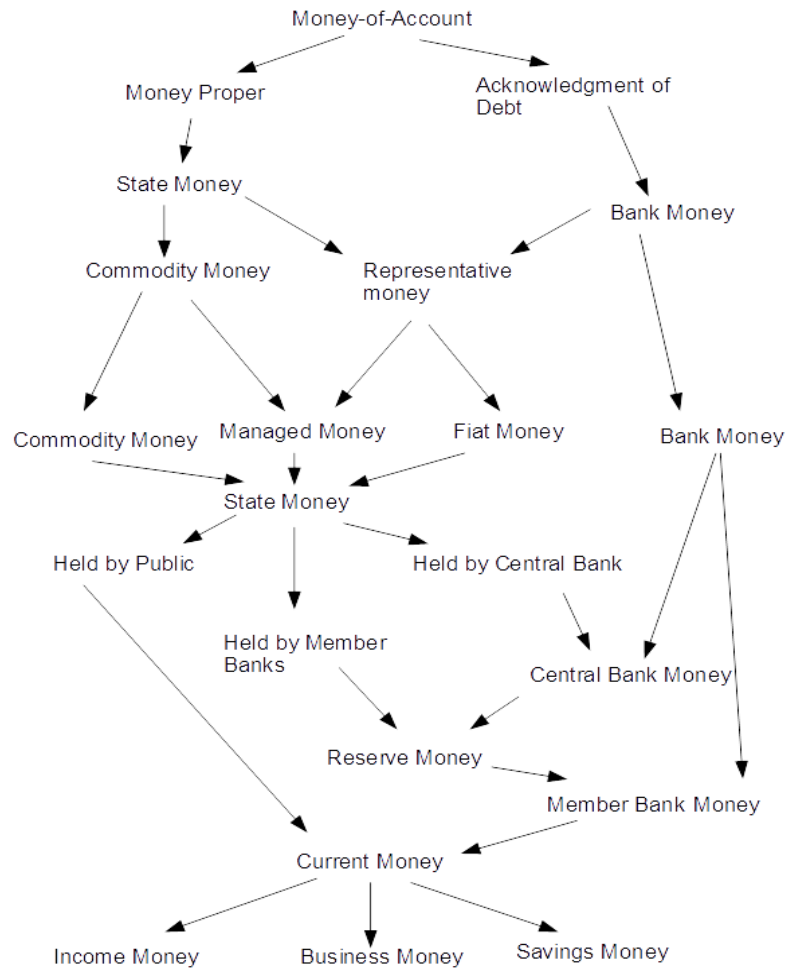 Money-of-Account
Money Proper
Acknowledgment of
Debt
State Money
Bank Money
Commodity Money
Representative
money
Commodity Money
Managed Money
Fiat Money
Bank Money
State Money
Held by Public
Held by Central Bank
Held by Member
Banks
Central Bank Money
Reserve Money
Member Bank Money
Current Money
Income Money
Business Money
Savings Money